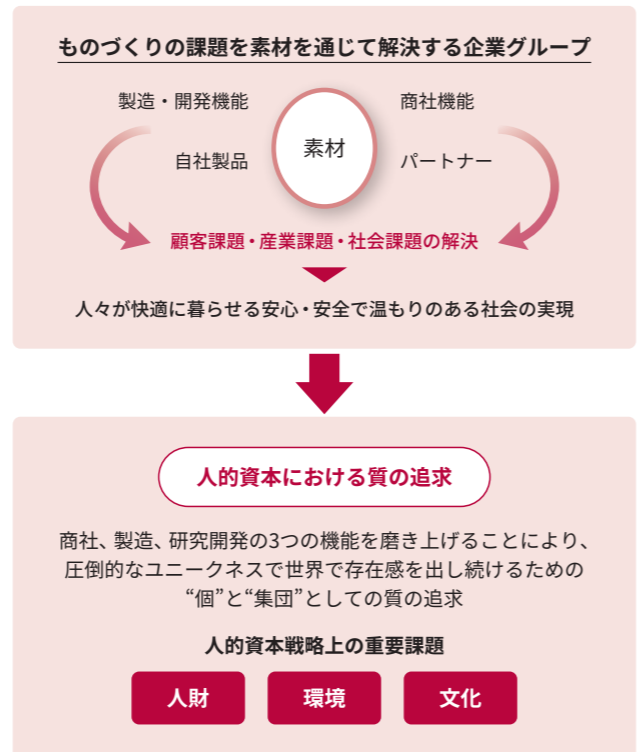 ものづくりの課題を素材を通じて解決する企業グループ
製造・開発機能
商社機能
素材
自社製品
パートナー
顧客課題・産業課題・社会課題の解決
人々が快適に暮らせる安心・安全で温もりのある社会の実現
人的資本における質の追求
商社、製造、研究開発の3つの機能を磨き上げることにより、
圧倒的なユニークネスで世界で存在感を出し続けるための
“個”と“集団”としての質の追求
人的資本戦略上の重要課題
人財
環境
文化